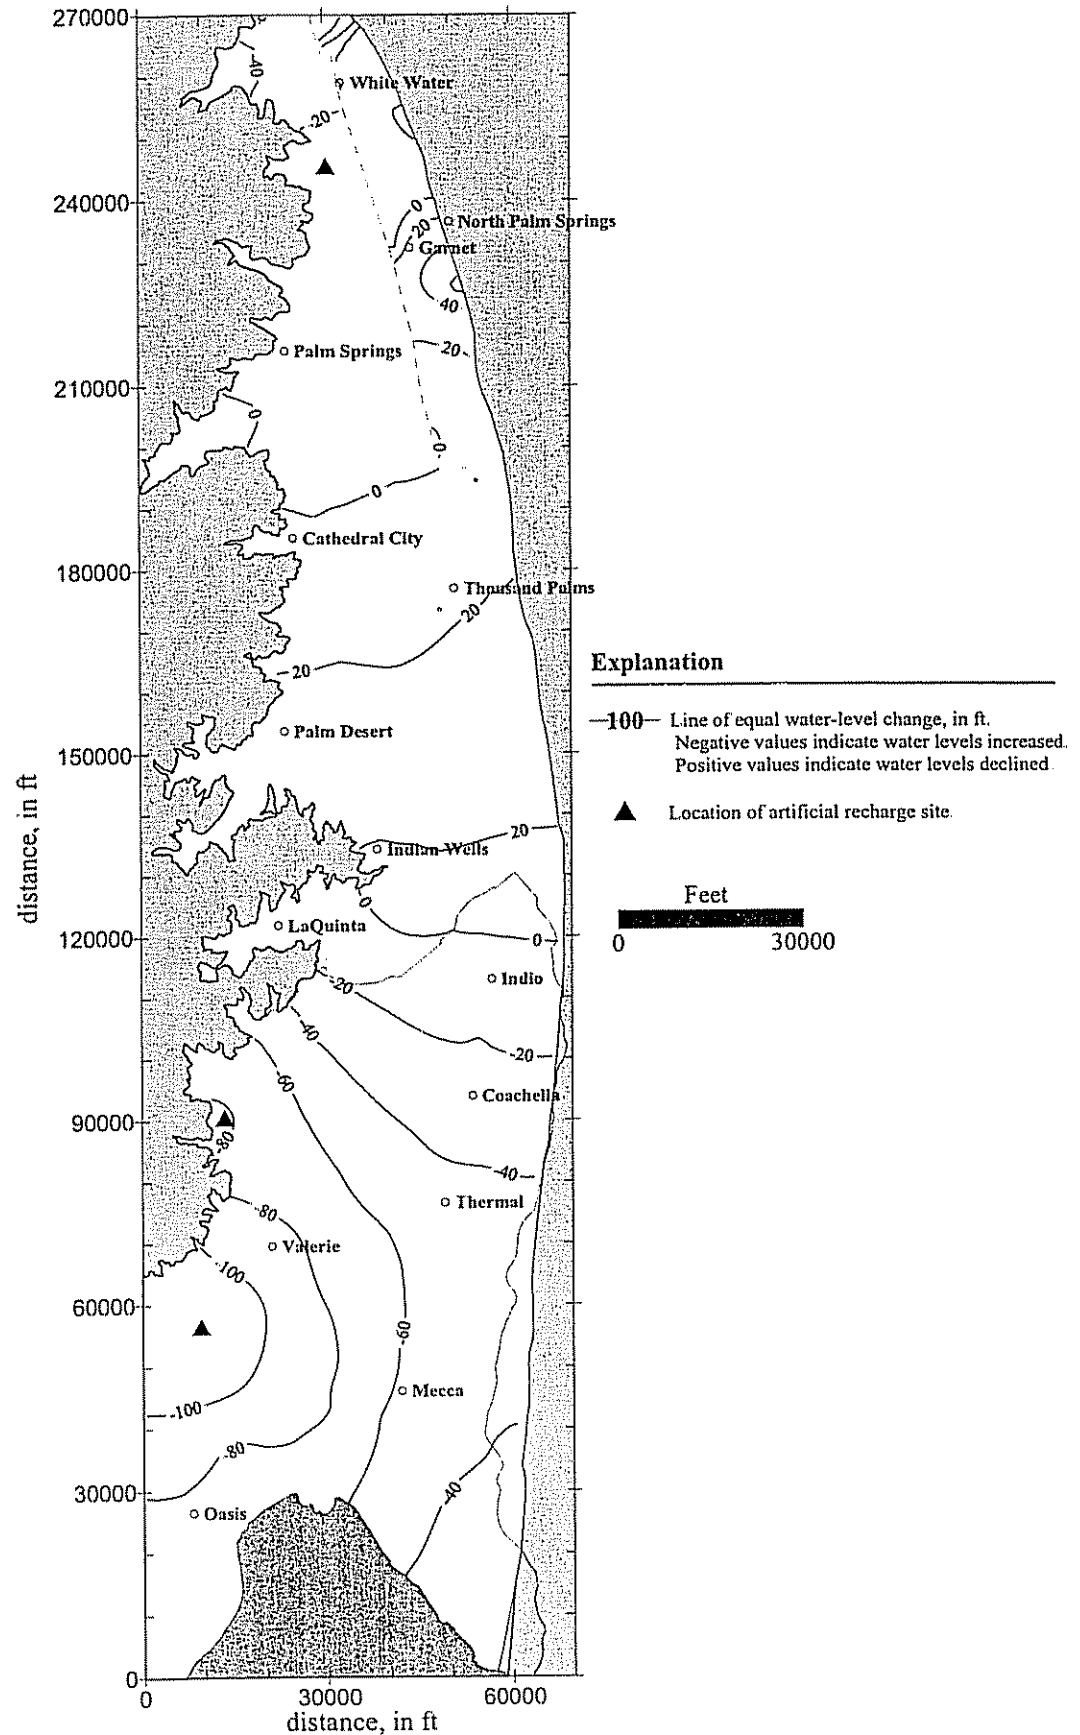 270000
-40
White Water
-20
240000
0
North Palm Springs
-20
Garnet
40
Palm Springs
20
210000
0
0
0
Cathedral City
180000
Thousand Palms
20
20
Explanation
—100— Line of equal water-level change, in ft.
Negative values indicate water levels increased.
Positive values indicate water levels declined
Palm Desert
150000
Location of artificial recharge site.
20
Indian Wells
distance, in ft
Feet
0 30000
0
LaQuinta
120000
0
Indio
-20
-40
-20
-60
Coachella
90000
-80
-40
Thermal
-80
Valerie
-100
60000
-60
Mecca
-100
-80
-40
30000
Oasis
0
0 30000 60000
distance, in ft